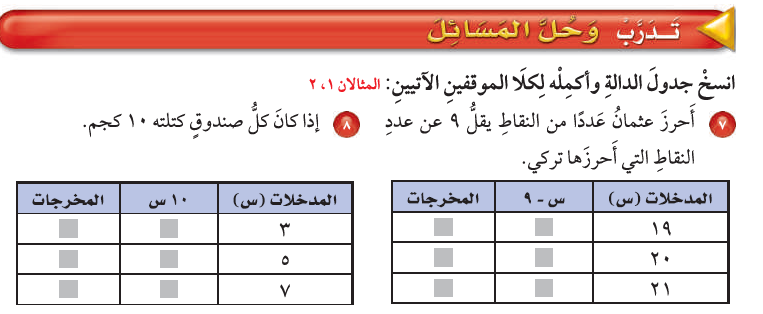 تَـدَرَّبْ وَحُلَّ المَسَائِلَ
انسخْ جدولَ الدالةِ وأكمِلْه لِكلَا الموقفينِ الآتيينِ: المثالان ١، ٢
٧ أَحرزَ عثمانُ عَددًا من النقاطِ يقلُّ ٩ عن عددِ
النقاطِ التي أَحرزَها تركي.
المدخلات (س) س - ٩ المخرجات
١٩
٢٠
٢١
٨ إذا كانَ كلُّ صندوقٍ كتلته ١٠ كجم.
المدخلات (س) ١٠ س المخرجات
٣
٥
٧